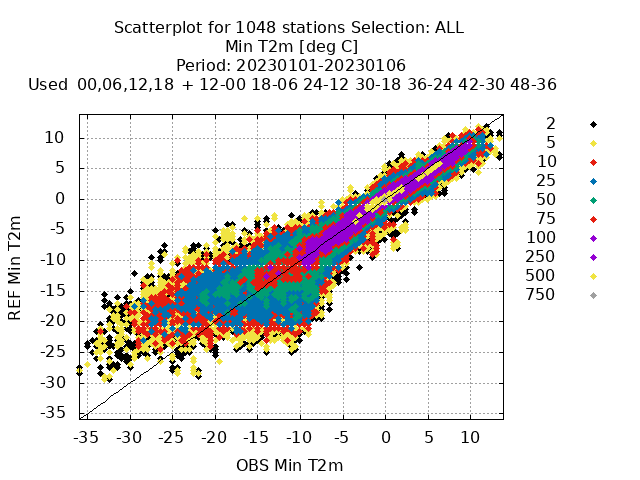 Scatterplot for 1048 stations Selection: ALL
Min T2m [deg C]
Period: 20230101-20230106
Used 00,06,12,18 + 12-00 18-06 24-12 30-18 36-24 42-30 48-36
2
5
10
25
50
75
100
250
500
750
REF Min T2m
10
5
0
-5
-10
-15
-20
-25
-30
-35
-35 -30 -25 -20 -15 -10 -5 0 5 10
OBS Min T2m